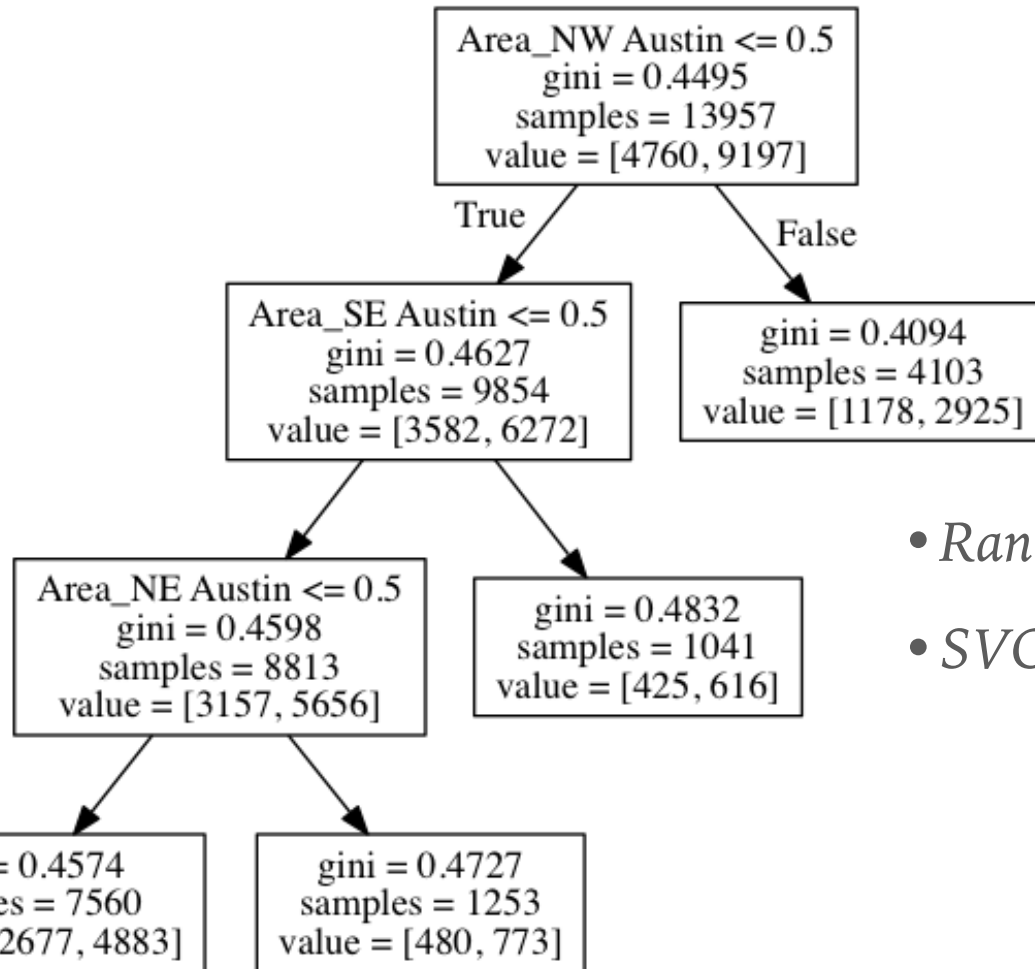 Area_NW Austin <= 0.5
gini = 0.4495
samples = 13957
value = [4760, 9197]
True
False
Area_SE Austin <= 0.5
gini = 0.4627
samples = 9854
value = [3582, 6272]
gini = 0.4094
samples = 4103
value = [1178, 2925]
Area_NE Austin <= 0.5
gini = 0.4598
samples = 8813
value = [3157, 5656]
gini = 0.4832
samples = 1041
value = [425, 616]
• Ran
• SVC
= 0.4574
es = 7560
2677, 4883]
gini = 0.4727
samples = 1253
value = [480, 773]